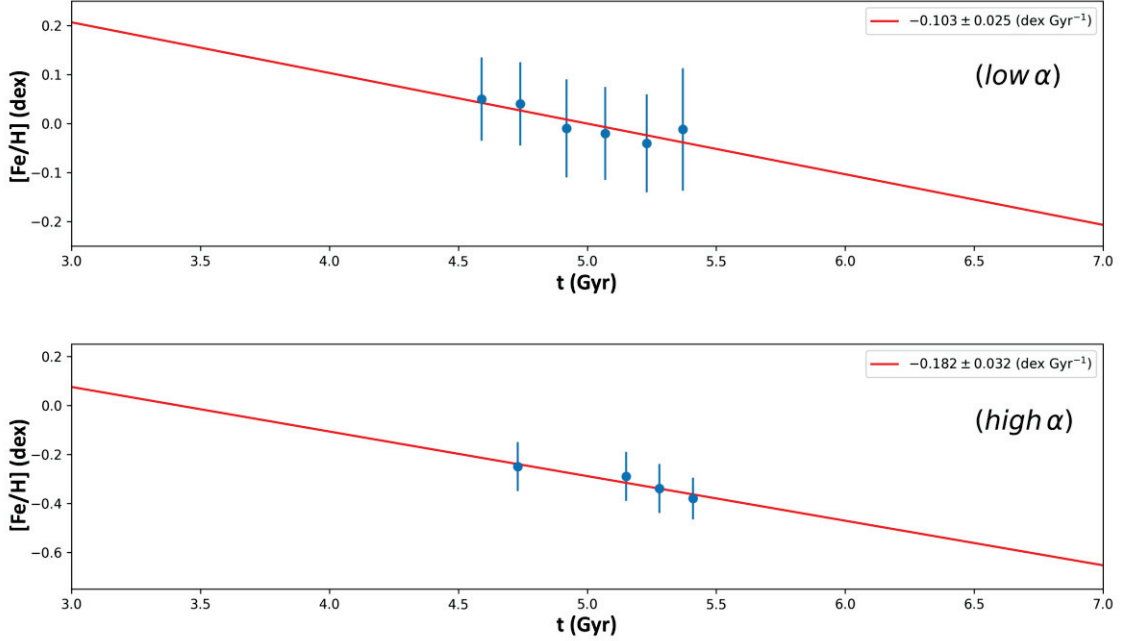 0.2
0.1
0.0
−0.1
−0.2
[Fe/H] (dex)
−0.103 ± 0.025 (dex Gyr⁻¹)
(low α)
3.0 3.5 4.0 4.5 5.0 5.5 6.0 6.5 7.0
t (Gyr)
0.2
0.0
−0.2
−0.4
−0.6
[Fe/H] (dex)
−0.182 ± 0.032 (dex Gyr⁻¹)
(high α)
3.0 3.5 4.0 4.5 5.0 5.5 6.0 6.5 7.0
t (Gyr)